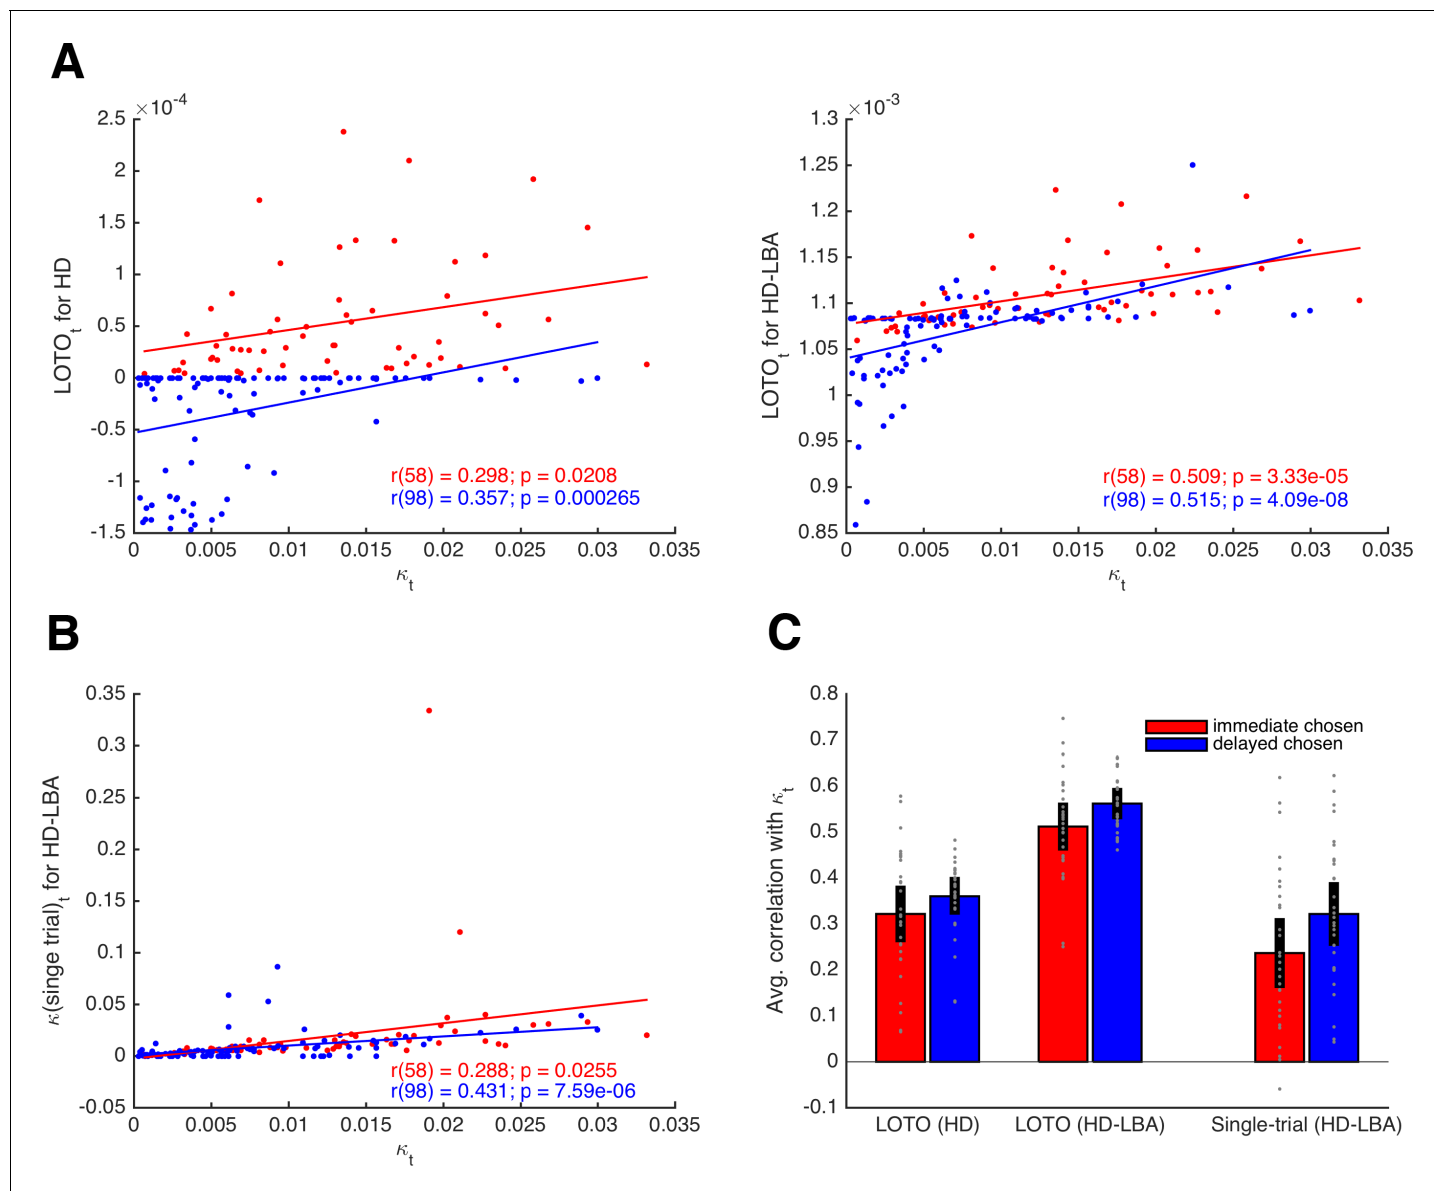 A
×10-4
2.5
2
1.5
1
0.5
0
-0.5
-1
-1.5
LOTOt for HD
r(58) = 0.298; p = 0.0208
r(98) = 0.357; p = 0.000265
0 0.005 0.01 0.015 0.02 0.025 0.03 0.035
κt
×10-3
1.3
1.25
1.2
1.15
1.1
1.05
1
0.95
0.9
0.85
LOTOt for HD-LBA
r(58) = 0.509; p = 3.33e-05
r(98) = 0.515; p = 4.09e-08
0 0.005 0.01 0.015 0.02 0.025 0.03 0.035
κt
B
0.35
0.3
0.25
0.2
0.15
0.1
0.05
0
-0.05
κ(singe trial)t for HD-LBA
r(58) = 0.288; p = 0.0255
r(98) = 0.431; p = 7.59e-06
0 0.005 0.01 0.015 0.02 0.025 0.03 0.035
κt
C
0.8
0.7
0.6
0.5
0.4
0.3
0.2
0.1
0
-0.1
Avg. correlation with κt
immediate chosen
delayed chosen
LOTO (HD) LOTO (HD-LBA) Single-trial (HD-LBA)